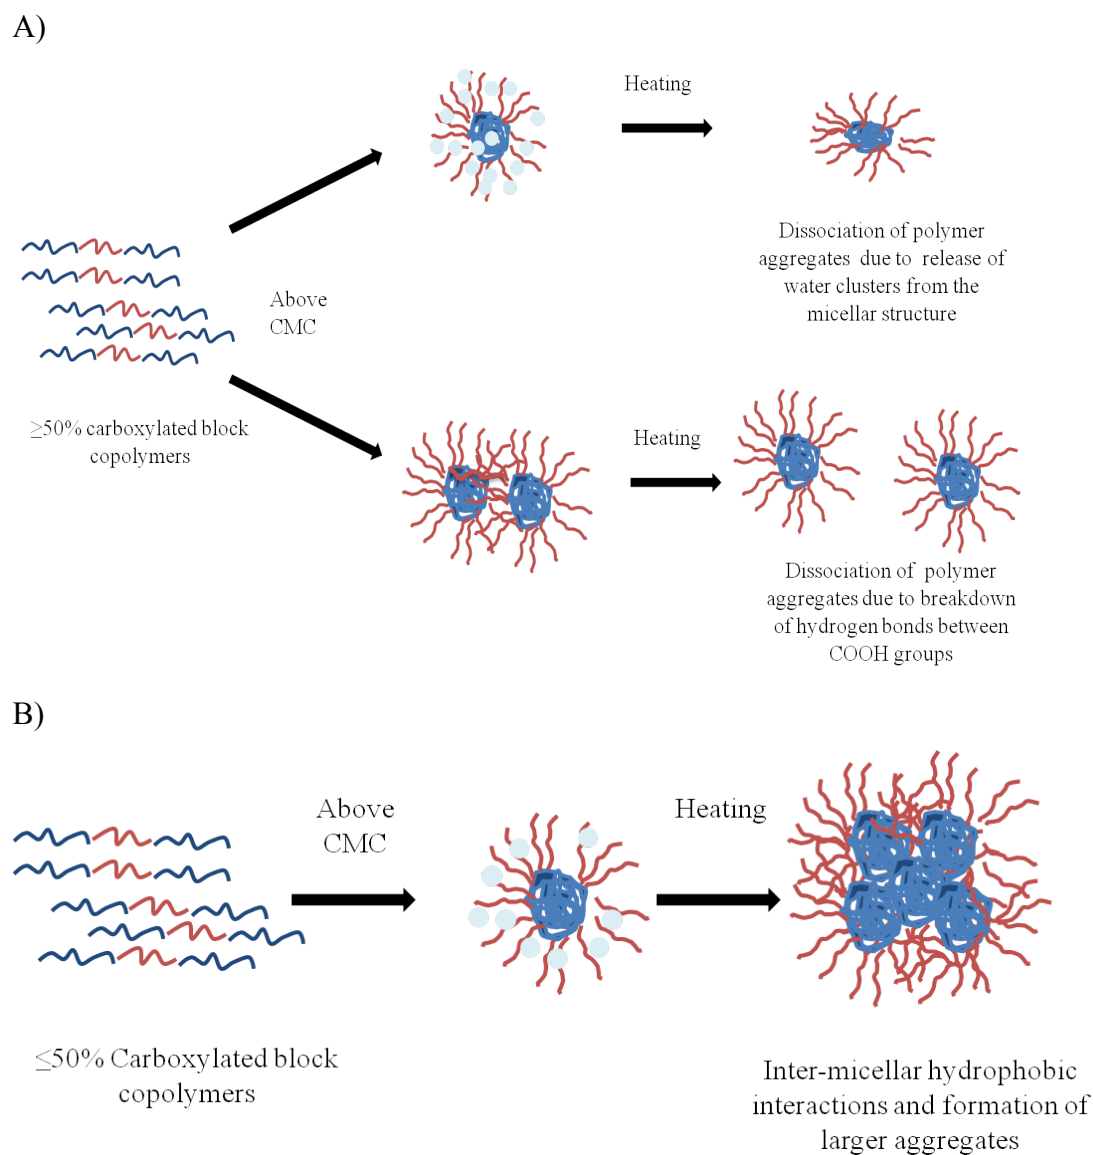 A)
Heating
Dissociation of polymer
aggregates due to release of
water clusters from the
micellar structure
Above
CMC
≥50% carboxylated block
copolymers
Heating
Dissociation of polymer
aggregates due to breakdown
of hydrogen bonds between
COOH groups
B)
Above
CMC
Heating
≤50% Carboxylated block
copolymers
Inter-micellar hydrophobic
interactions and formation of
larger aggregates